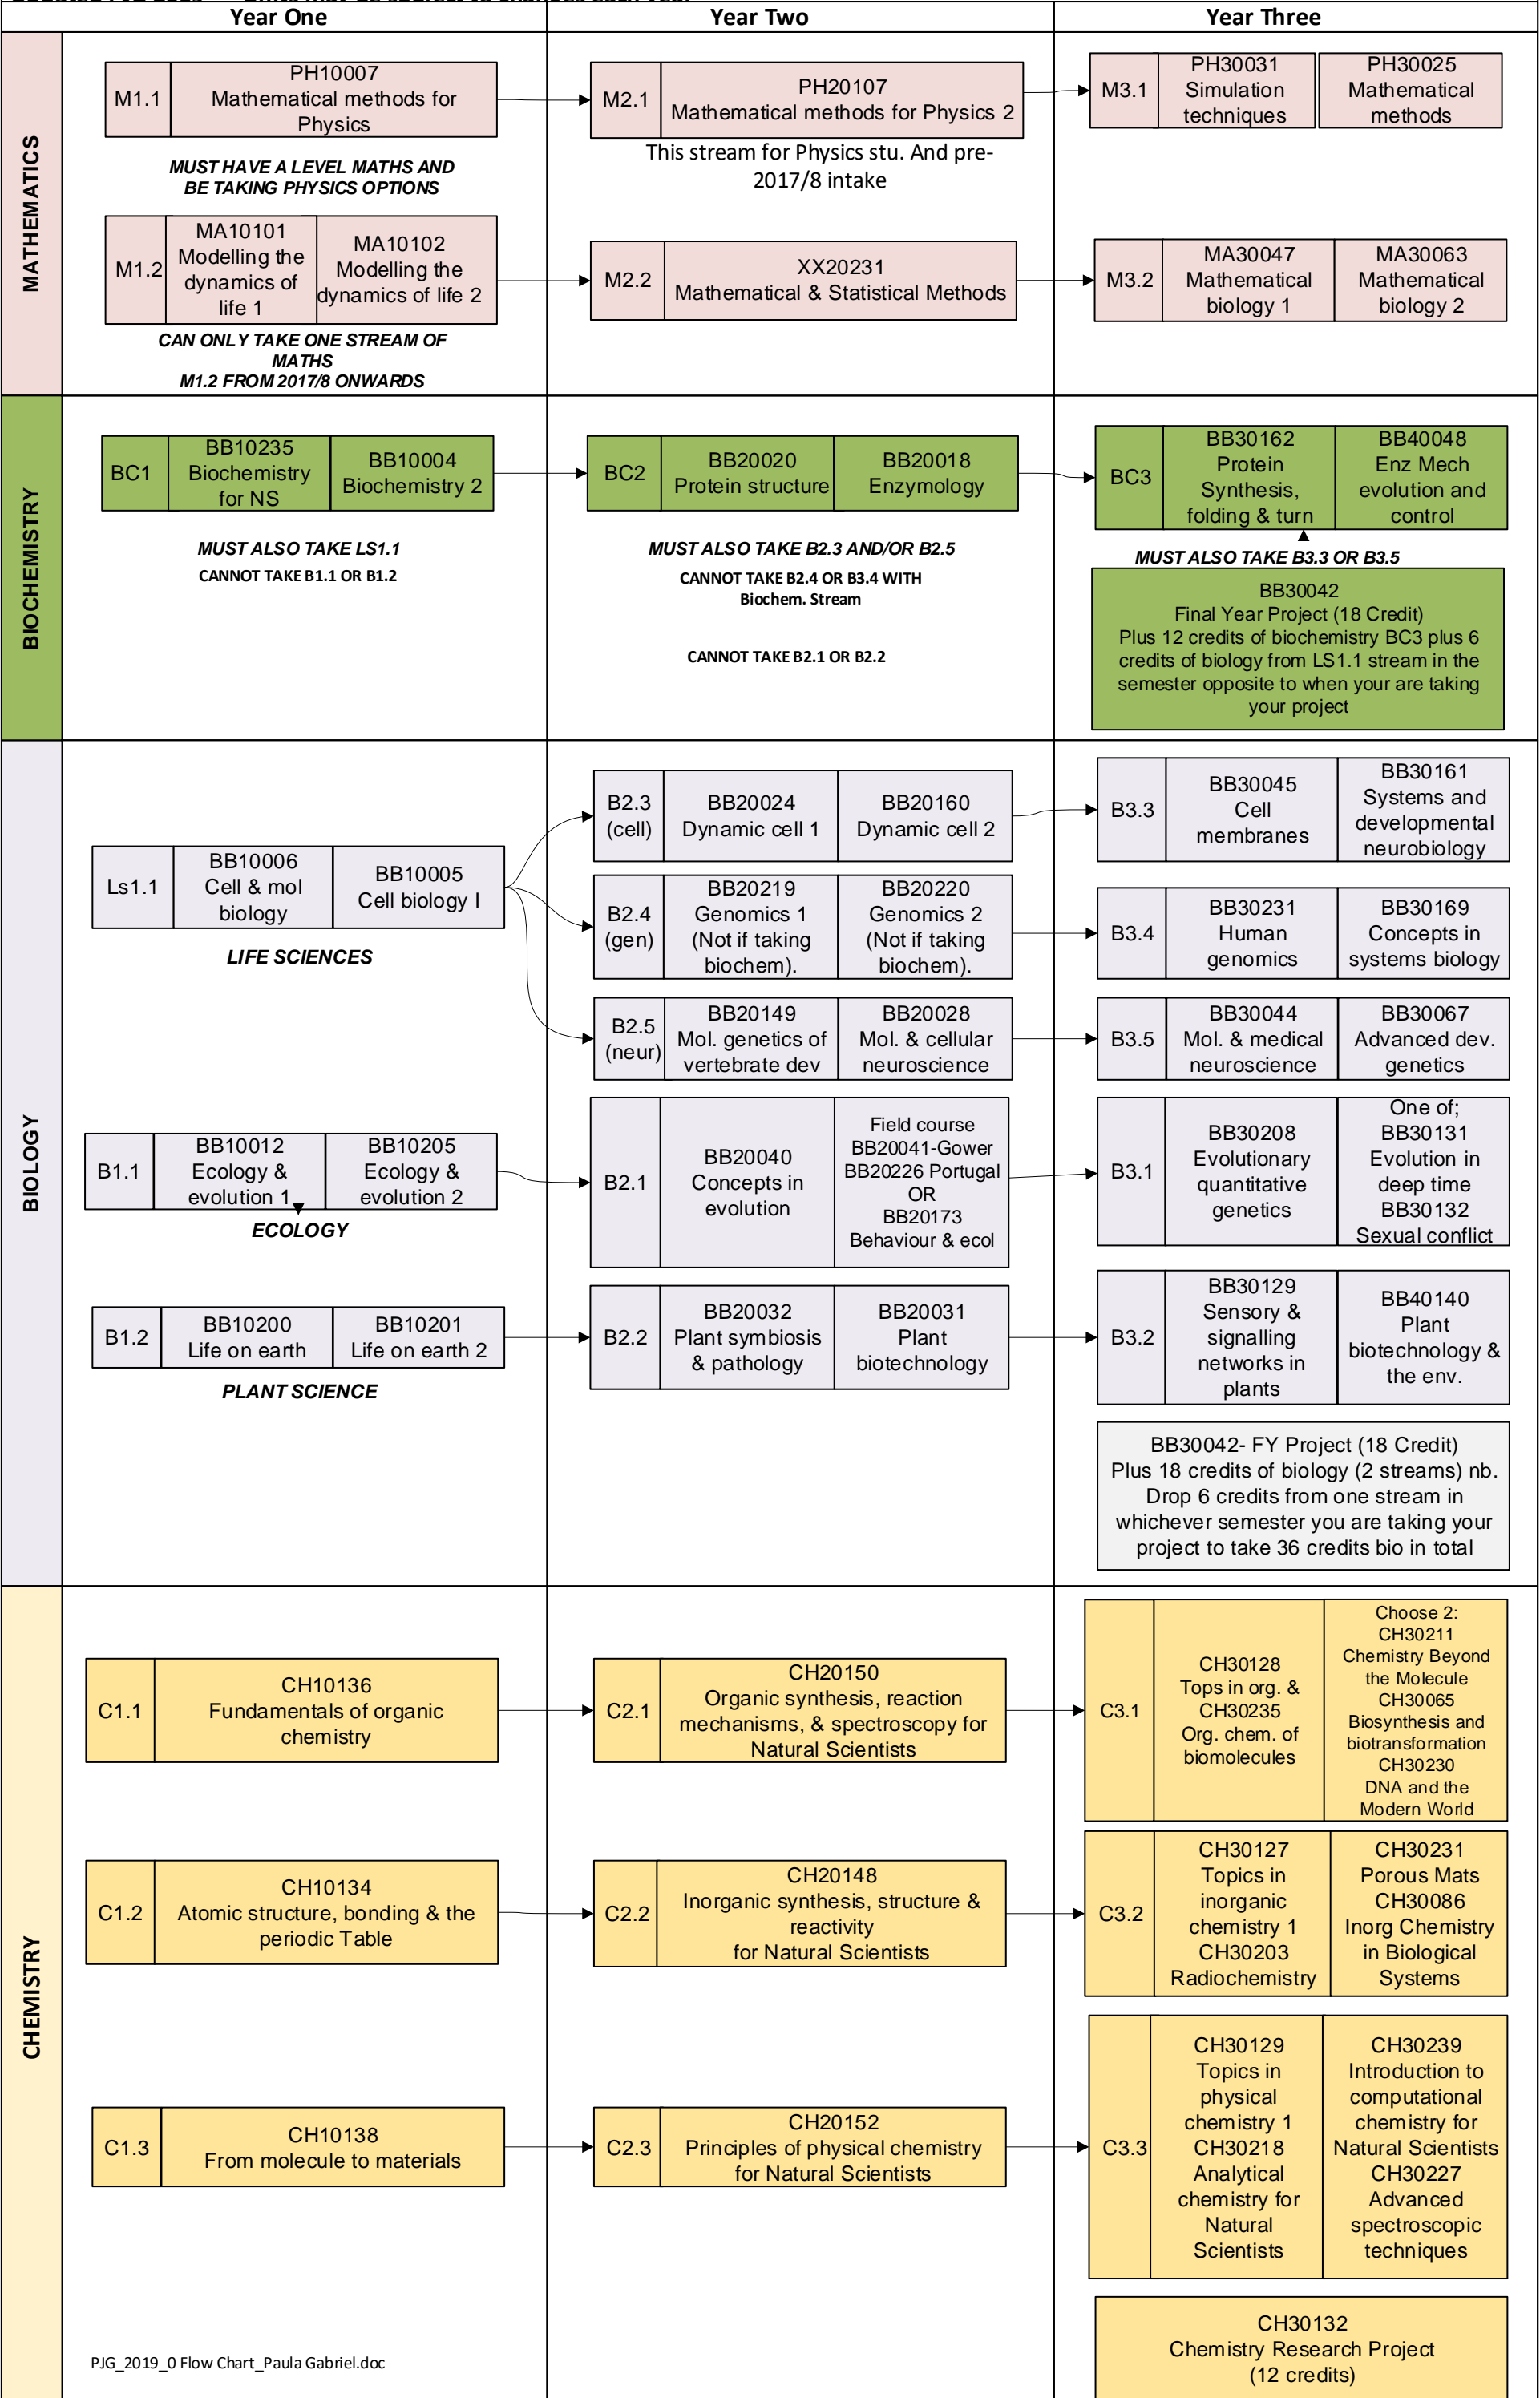 Year One
Year Two
Year Three
MATHEMATICS
M1.1
PH10007
Mathematical methods for
Physics
M2.1
PH20107
Mathematical methods for Physics 2
M3.1
PH30031
Simulation
techniques
PH30025
Mathematical
methods
MUST HAVE A LEVEL MATHS AND
BE TAKING PHYSICS OPTIONS
This stream for Physics stu. And pre-
2017/8 intake
M1.2
MA10101
Modelling the
dynamics of
life 1
MA10102
Modelling the
dynamics of life 2
M2.2
XX20231
Mathematical & Statistical Methods
M3.2
MA30047
Mathematical
biology 1
MA30063
Mathematical
biology 2
CAN ONLY TAKE ONE STREAM OF
MATHS
M1.2 FROM 2017/8 ONWARDS
BIOCHEMISTRY
BC1
BB10235
Biochemistry
for NS
BB10004
Biochemistry 2
BC2
BB20020
Protein structure
BB20018
Enzymology
BC3
BB30162
Protein
Synthesis,
folding & turn
BB40048
Enz Mech
evolution and
control
MUST ALSO TAKE LS1.1
CANNOT TAKE B1.1 OR B1.2
MUST ALSO TAKE B2.3 AND/OR B2.5
CANNOT TAKE B2.4 OR B3.4 WITH
Biochem. Stream
CANNOT TAKE B2.1 OR B2.2
MUST ALSO TAKE B3.3 OR B3.5
BB30042
Final Year Project (18 Credit)
Plus 12 credits of biochemistry BC3 plus 6
credits of biology from LS1.1 stream in the
semester opposite to when your are taking
your project
BIOLOGY
Ls1.1
BB10006
Cell & mol
biology
BB10005
Cell biology I
LIFE SCIENCES
B2.3
(cell)
BB20024
Dynamic cell 1
BB20160
Dynamic cell 2
B3.3
BB30045
Cell
membranes
BB30161
Systems and
developmental
neurobiology
B2.4
(gen)
BB20219
Genomics 1
(Not if taking
biochem).
BB20220
Genomics 2
(Not if taking
biochem).
B3.4
BB30231
Human
genomics
BB30169
Concepts in
systems biology
B2.5
(neur)
BB20149
Mol. genetics of
vertebrate dev
BB20028
Mol. & cellular
neuroscience
B3.5
BB30044
Mol. & medical
neuroscience
BB30067
Advanced dev.
genetics
B1.1
BB10012
Ecology &
evolution 1
BB10205
Ecology &
evolution 2
ECOLOGY
B2.1
BB20040
Concepts in
evolution
Field course
BB20041-Gower
BB20226 Portugal
OR
BB20173
Behaviour & ecol
B3.1
BB30208
Evolutionary
quantitative
genetics
One of;
BB30131
Evolution in
deep time
BB30132
Sexual conflict
B1.2
BB10200
Life on earth
BB10201
Life on earth 2
PLANT SCIENCE
B2.2
BB20032
Plant symbiosis
& pathology
BB20031
Plant
biotechnology
B3.2
BB30129
Sensory &
signalling
networks in
plants
BB40140
Plant
biotechnology &
the env.
BB30042- FY Project (18 Credit)
Plus 18 credits of biology (2 streams) nb.
Drop 6 credits from one stream in
whichever semester you are taking your
project to take 36 credits bio in total
CHEMISTRY
C1.1
CH10136
Fundamentals of organic
chemistry
C2.1
CH20150
Organic synthesis, reaction
mechanisms, & spectroscopy for
Natural Scientists
C3.1
CH30128
Tops in org. &
CH30235
Org. chem. of
biomolecules
Choose 2:
CH30211
Chemistry Beyond
the Molecule
CH30065
Biosynthesis and
biotransformation
CH30230
DNA and the
Modern World
C1.2
CH10134
Atomic structure, bonding & the
periodic Table
C2.2
CH20148
Inorganic synthesis, structure &
reactivity
for Natural Scientists
C3.2
CH30127
Topics in
inorganic
chemistry 1
CH30203
Radiochemistry
CH30231
Porous Mats
CH30086
Inorg Chemistry
in Biological
Systems
C1.3
CH10138
From molecule to materials
C2.3
CH20152
Principles of physical chemistry
for Natural Scientists
C3.3
CH30129
Topics in
physical
chemistry 1
CH30218
Analytical
chemistry for
Natural
Scientists
CH30239
Introduction to
computational
chemistry for
Natural Scientists
CH30227
Advanced
spectroscopic
techniques
CH30132
Chemistry Research Project
(12 credits)
PJG_2019_0 Flow Chart_Paula Gabriel.doc